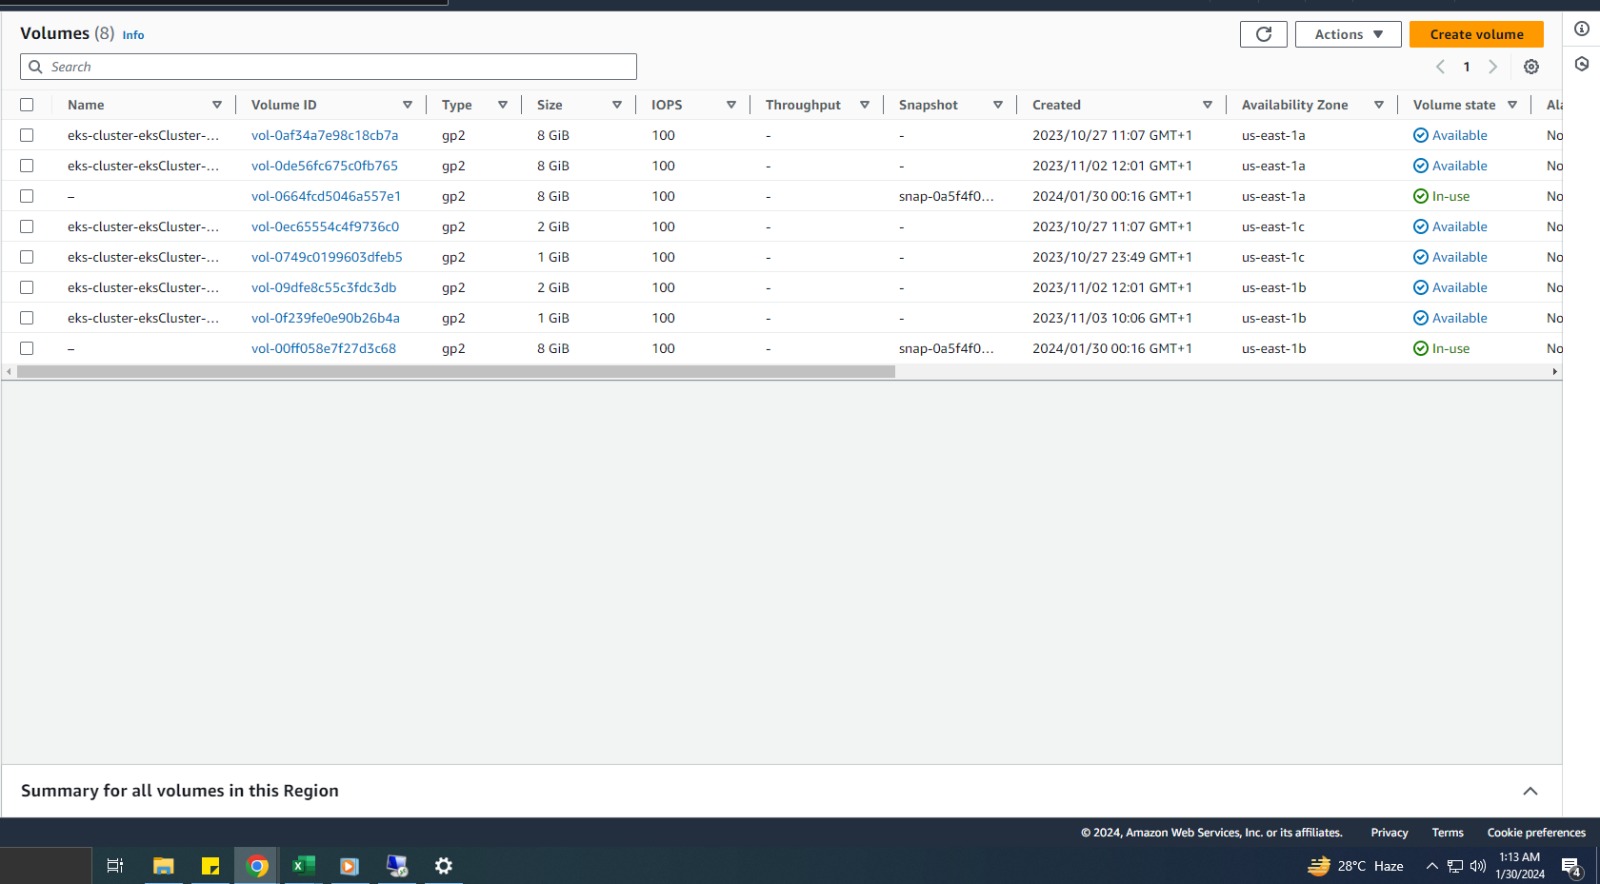 Volumes (8) Info
Actions
Create volume
Search
1
Name Volume ID Type Size IOPS Throughput Snapshot Created Availability Zone Volume state Ala
eks-cluster-eksCluster-... vol-0af34a7e98c18cb7a gp2 8 GiB 100 - - 2023/10/27 11:07 GMT+1 us-east-1a Available No
eks-cluster-eksCluster-... vol-0de56fc675c0fb765 gp2 8 GiB 100 - - 2023/11/02 12:01 GMT+1 us-east-1a Available No
– vol-0664fcd5046a557e1 gp2 8 GiB 100 - snap-0a5f4f0... 2024/01/30 00:16 GMT+1 us-east-1a In-use No
eks-cluster-eksCluster-... vol-0ec65554c4f9736c0 gp2 2 GiB 100 - - 2023/10/27 11:07 GMT+1 us-east-1c Available No
eks-cluster-eksCluster-... vol-0749c0199603dfeb5 gp2 1 GiB 100 - - 2023/10/27 23:49 GMT+1 us-east-1c Available No
eks-cluster-eksCluster-... vol-09dfe8c55c3fdc3db gp2 2 GiB 100 - - 2023/11/02 12:01 GMT+1 us-east-1b Available No
eks-cluster-eksCluster-... vol-0f239fe0e90b26b4a gp2 1 GiB 100 - - 2023/11/03 10:06 GMT+1 us-east-1b Available No
– vol-00ff058e7f27d3c68 gp2 8 GiB 100 - snap-0a5f4f0... 2024/01/30 00:16 GMT+1 us-east-1b In-use No
Summary for all volumes in this Region
© 2024, Amazon Web Services, Inc. or its affiliates. Privacy Terms Cookie preferences
28°C Haze
1:13 AM
1/30/2024
4